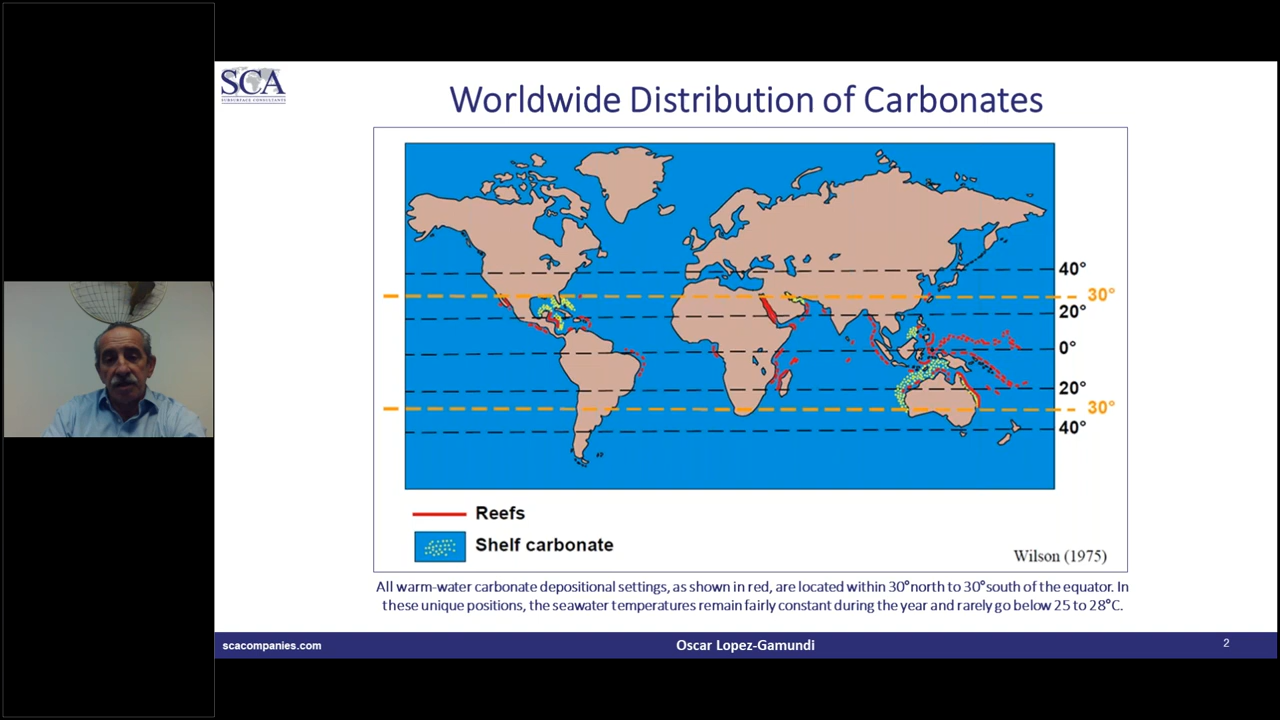 SCA
SUBSURFACE CONSULTANTS
Worldwide Distribution of Carbonates
40°
30°
20°
0°
20°
30°
40°
Reefs
Shelf carbonate
Wilson (1975)
All warm-water carbonate depositional settings, as shown in red, are located within 30°north to 30°south of the equator. In
these unique positions, the seawater temperatures remain fairly constant during the year and rarely go below 25 to 28°C.
scacompanies.com
Oscar Lopez-Gamundi
2